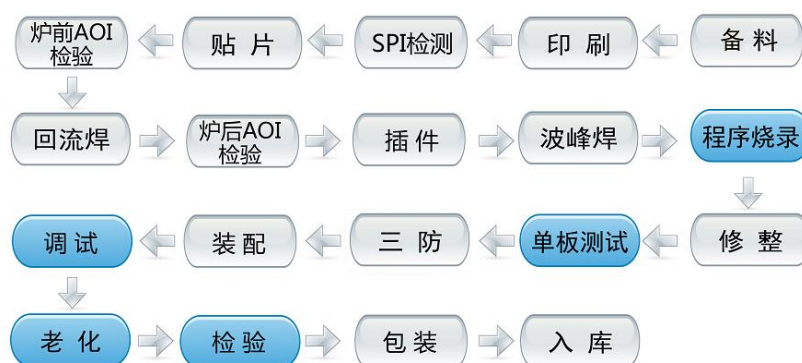 炉前AOI
检验
贴 片
SPI检测
印 刷
备 料
回流焊
炉后AOI
检验
插 件
波峰焊
程序烧录
调 试
装 配
三 防
单板测试
修 整
老 化
检 验
包 装
入 库